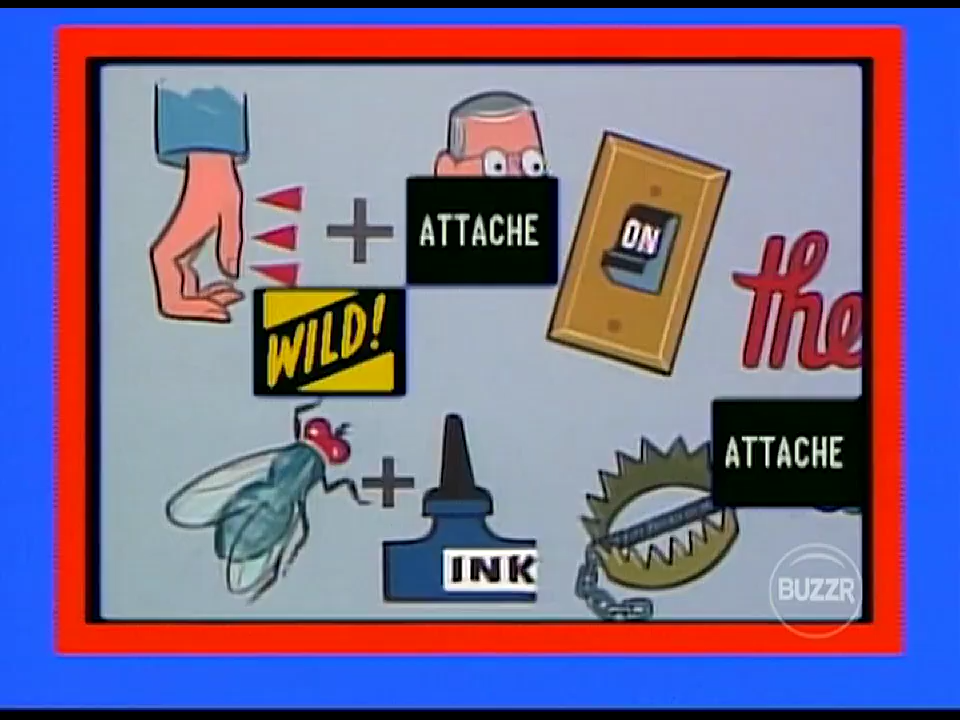 ATTACHE
ON
the
WILD!
ATTACHE
INK
BUZZR